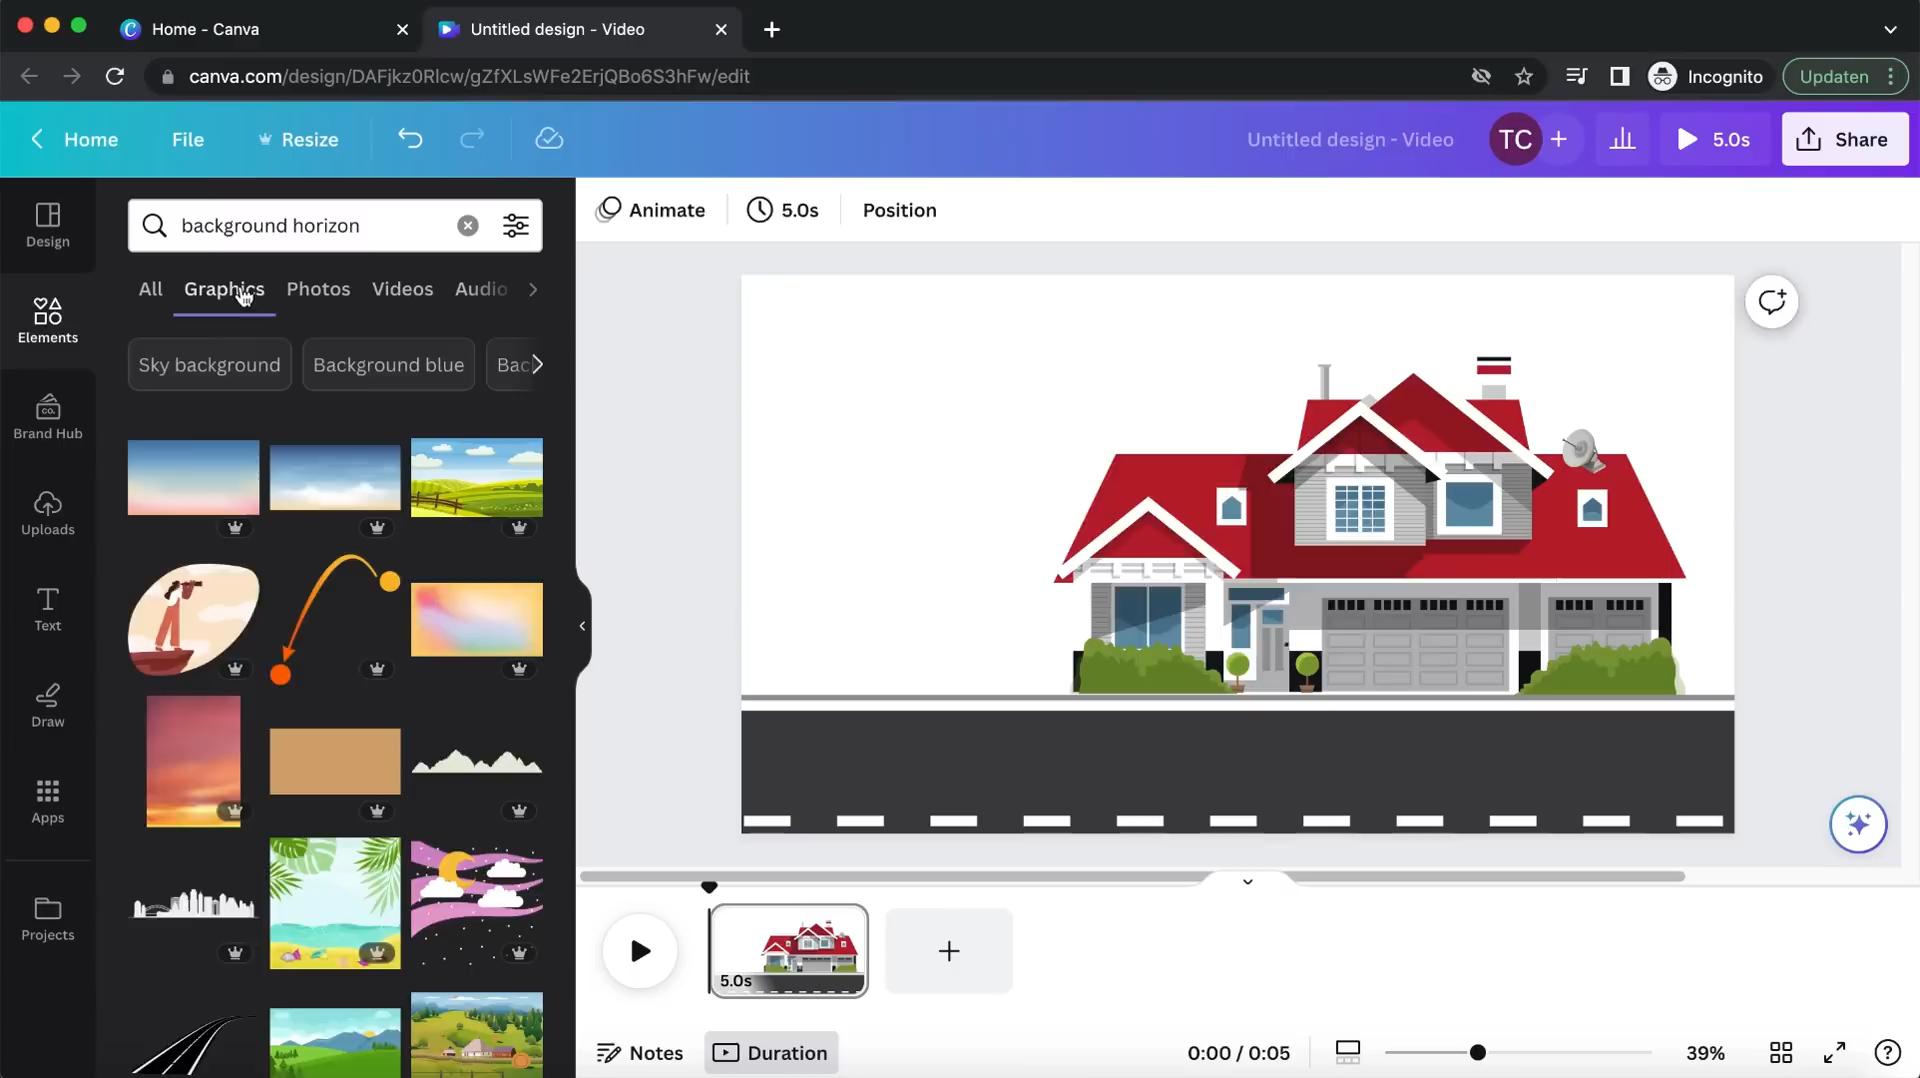 Home - Canva
Untitled design - Video
canva.com/design/DAFjkz0Rlcw/gZfXLsWFe2ErjQBo6S3hFw/edit
Incognito
Updaten
Home
File
Resize
Untitled design - Video
TC
5.0s
Share
Design
Elements
Brand Hub
CO.
Uploads
Text
Draw
Apps
Projects
background horizon
All
Graphics
Photos
Videos
Audio
Sky background
Background blue
Bac
Animate
5.0s
Position
5.0s
Notes
Duration
0:00 / 0:05
39%